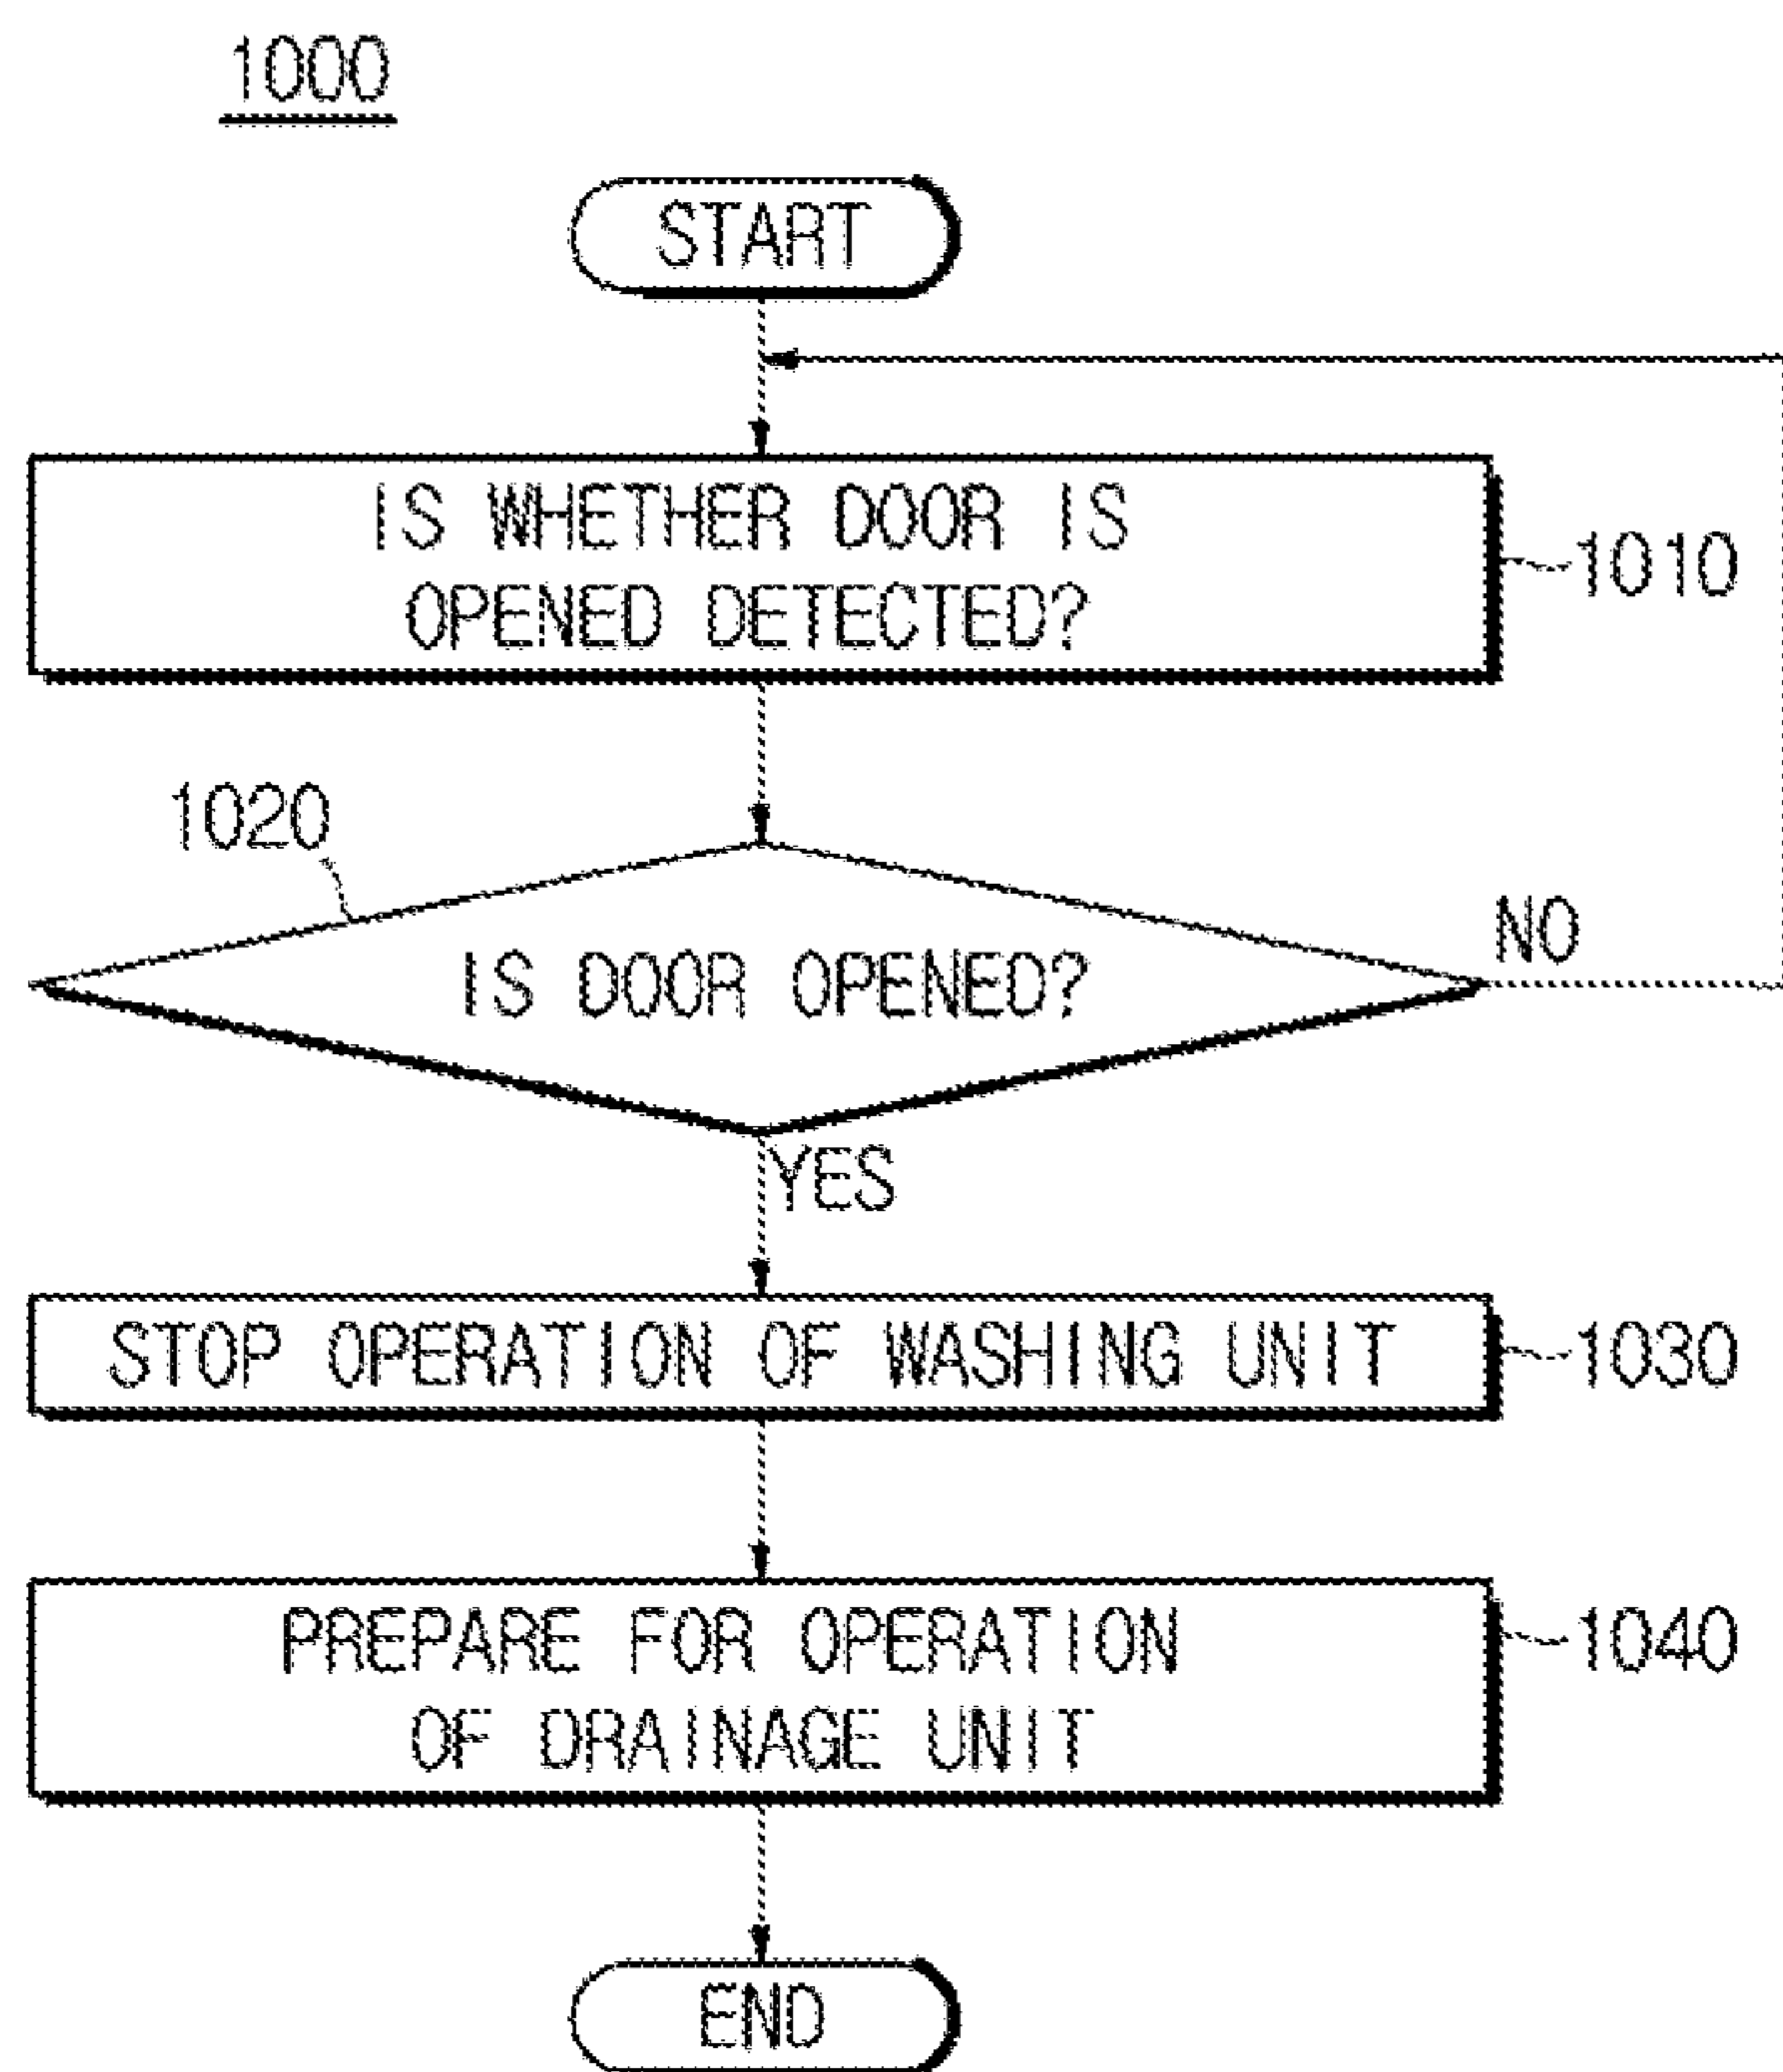 1000
START
IS WHETHER DOOR IS
OPENED DETECTED?
1010
1020
IS DOOR OPENED?
NO
YES
STOP OPERATION OF WASHING UNIT
1030
PREPARE FOR OPERATION
OF DRAINAGE UNIT
1040
END